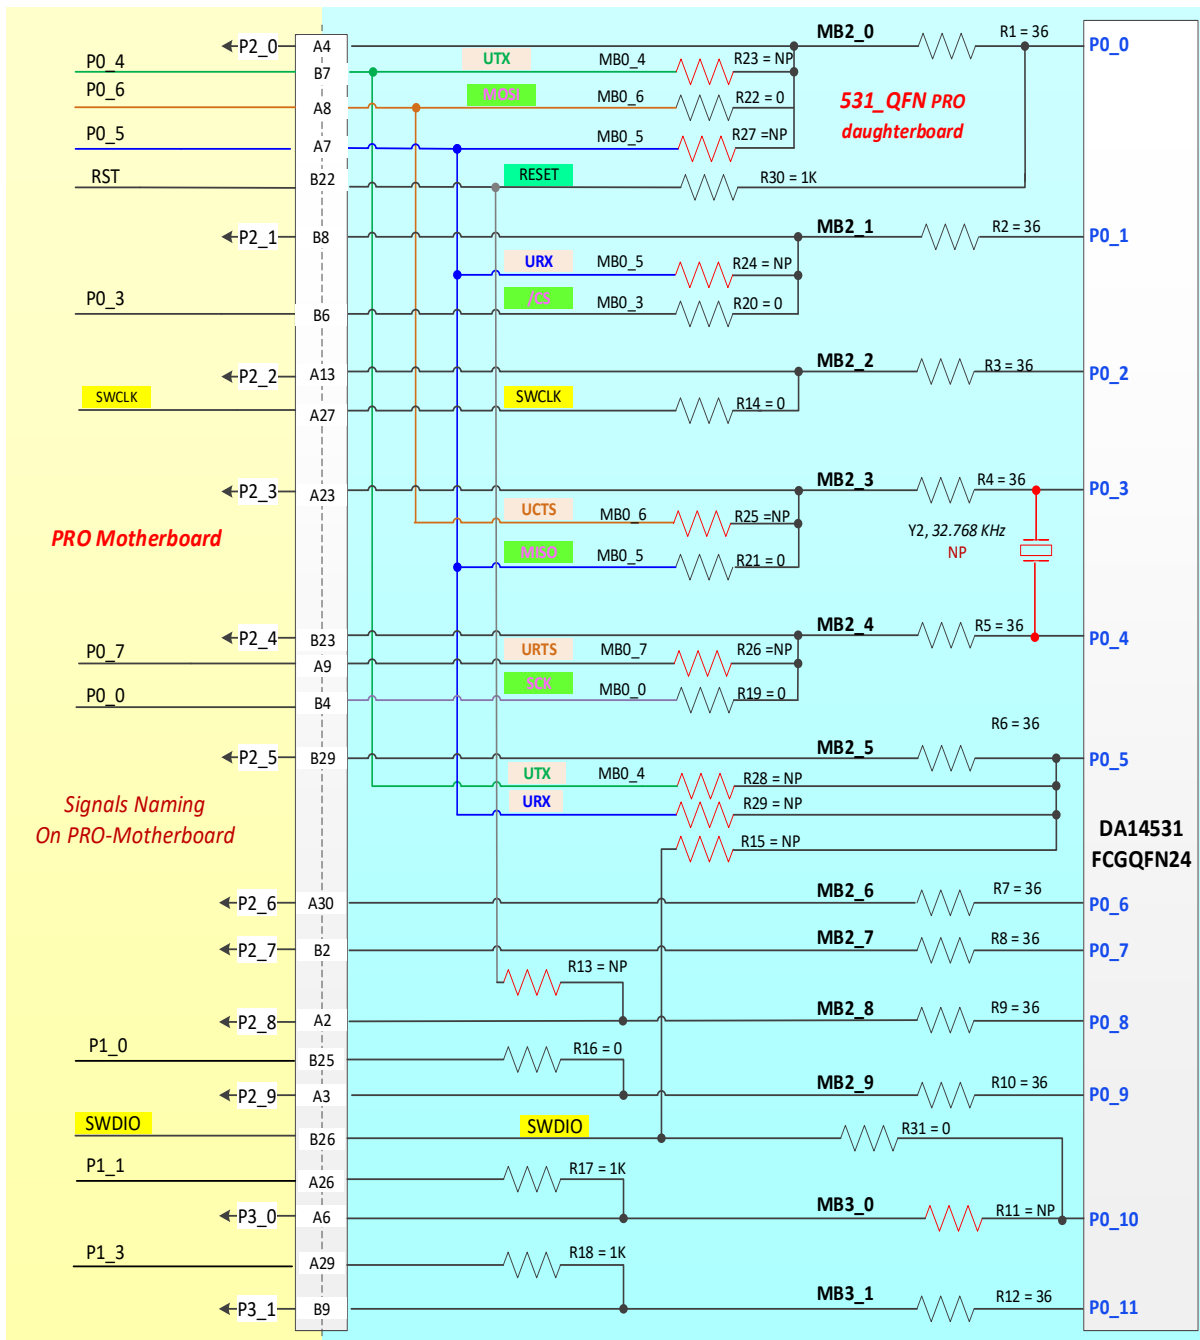 P2_0 A4 MB2_0 R1 = 36 P0_0
P0_4 B7 UTX MB0_4 R23 = NP
P0_6 A8 MOSI MB0_6 R22 = 0
531_QFN PRO
daughterboard
P0_5 A7 MB0_5 R27 =NP
RST B22 RESET R30 = 1K
P2_1 B8 MB2_1 R2 = 36 P0_1
URX MB0_5 R24 = NP
P0_3 B6 /CS MB0_3 R20 = 0
P2_2 A13 MB2_2 R3 = 36 P0_2
SWCLK A27 SWCLK R14 = 0
P2_3 A23 MB2_3 R4 = 36 P0_3
UCTS MB0_6 R25 =NP
Y2, 32.768 KHz
NP
PRO Motherboard
MISO MB0_5 R21 = 0
P2_4 B23 MB2_4 R5 = 36 P0_4
P0_7 A9 URTS MB0_7 R26 =NP
P0_0 B4 SCK MB0_0 R19 = 0
P2_5 B29 MB2_5 R6 = 36 P0_5
UTX MB0_4 R28 = NP
URX R29 = NP
Signals Naming
On PRO-Motherboard
R15 = NP
DA14531
FCGQFN24
P2_6 A30 MB2_6 R7 = 36 P0_6
P2_7 B2 MB2_7 R8 = 36 P0_7
R13 = NP
P2_8 A2 MB2_8 R9 = 36 P0_8
P1_0 B25 R16 = 0
P2_9 A3 MB2_9 R10 = 36 P0_9
SWDIO B26 SWDIO R31 = 0
P1_1 A26 R17 = 1K
P3_0 A6 MB3_0 R11 = NP P0_10
P1_3 A29 R18 = 1K
P3_1 B9 MB3_1 R12 = 36 P0_11